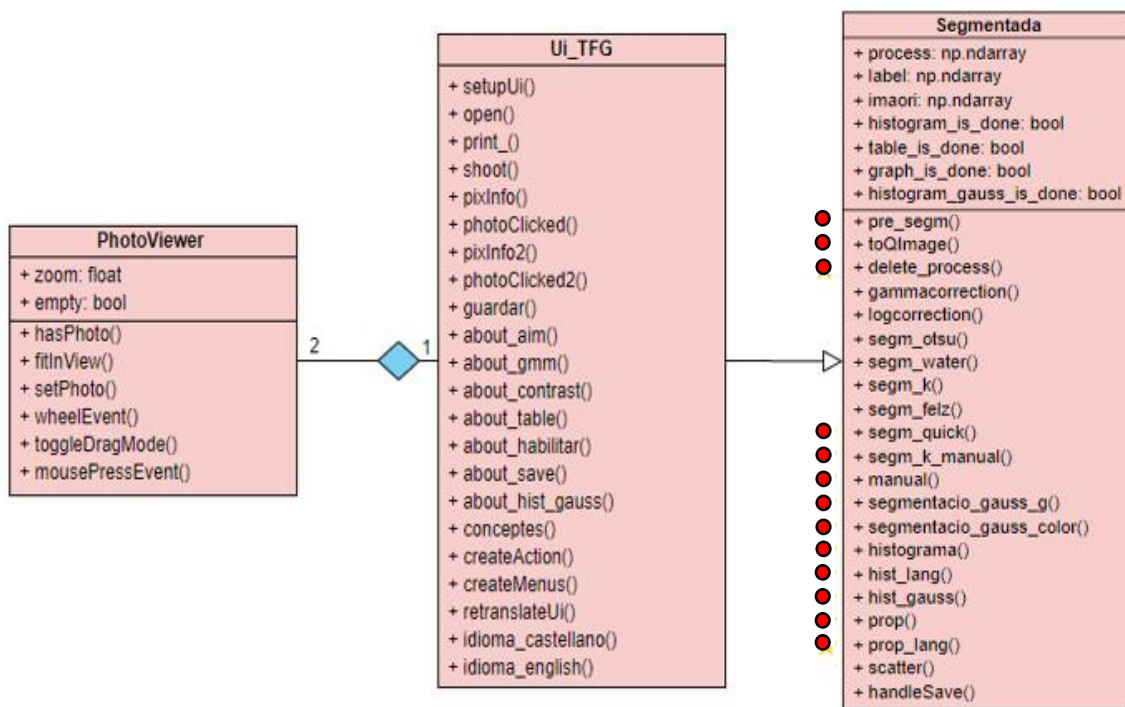 PhotoViewer
+ zoom: float
+ empty: bool
+ hasPhoto()
+ fitInView()
+ setPhoto()
+ wheelEvent()
+ toggleDragMode()
+ mousePressEvent()
2
1
Ui_TFG
+ setupUi()
+ open()
+ print_()
+ shoot()
+ pixInfo()
+ photoClicked()
+ pixInfo2()
+ photoClicked2()
+ guardar()
+ about_aim()
+ about_gmm()
+ about_contrast()
+ about_table()
+ about_habilitar()
+ about_save()
+ about_hist_gauss()
+ conceptes()
+ createAction()
+ createMenus()
+ retranslateUi()
+ idioma_castellano()
+ idioma_english()
Segmentada
+ process: np.ndarray
+ label: np.ndarray
+ imaori: np.ndarray
+ histogram_is_done: bool
+ table_is_done: bool
+ graph_is_done: bool
+ histogram_gauss_is_done: bool
+ pre_segm()
+ toQImage()
+ delete_process()
+ gammacorrection()
+ logcorrection()
+ segm_otsu()
+ segm_water()
+ segm_k()
+ segm_felz()
+ segm_quick()
+ segm_k_manual()
+ manual()
+ segmentacio_gauss_g()
+ segmentacio_gauss_color()
+ histograma()
+ hist_lang()
+ hist_gauss()
+ prop()
+ prop_lang()
+ scatter()
+ handleSave()